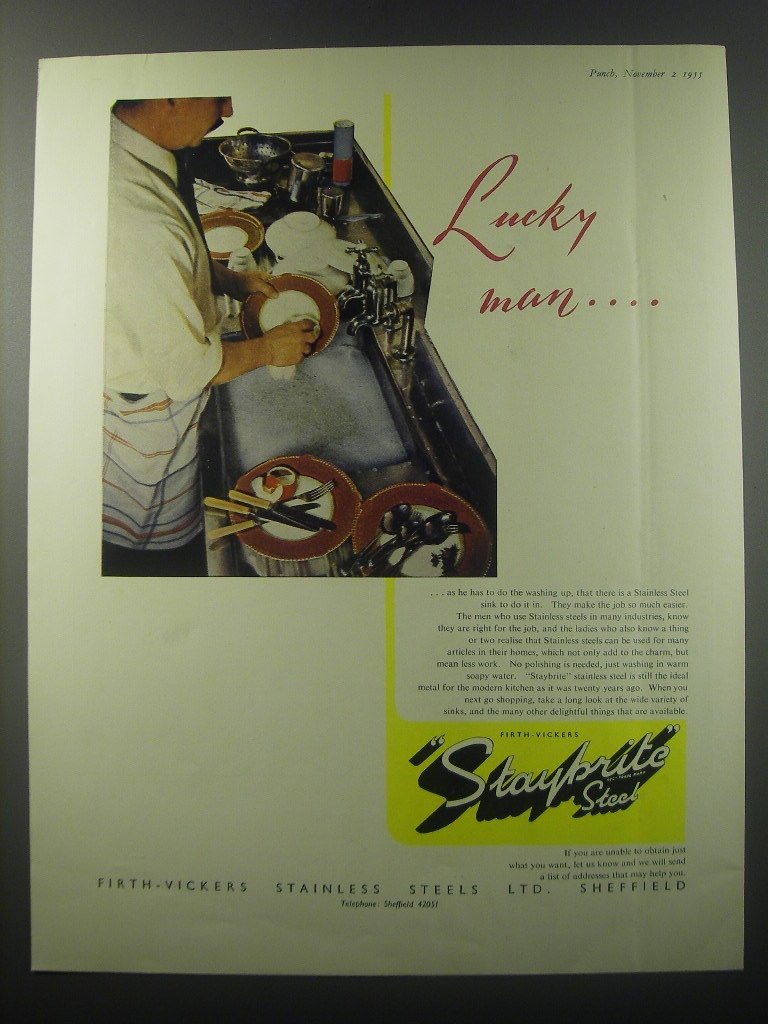 Punch, November 2 1955
Lucky
man....
. . . as he has to do the washing up, that there is a Stainless Steel
sink to do it in. They make the job so much easier.
The men who use Stainless steels in many industries, know
they are right for the job, and the ladies who also know a thing
or two realise that Stainless steels can be used for many
articles in their homes, which not only add to the charm, but
mean less work. No polishing is needed, just washing in warm
soapy water. "Staybrite" stainless steel is still the ideal
metal for the modern kitchen as it was twenty years ago. When you
next go shopping, take a long look at the wide variety of
sinks, and the many other delightful things that are available.
FIRTH-VICKERS
"Staybrite"
REG. TRADE MARK
Steel
If you are unable to obtain just
what you want, let us know and we will send
a list of addresses that may help you.
FIRTH-VICKERS STAINLESS STEELS LTD. SHEFFIELD
Telephone: Sheffield 42051